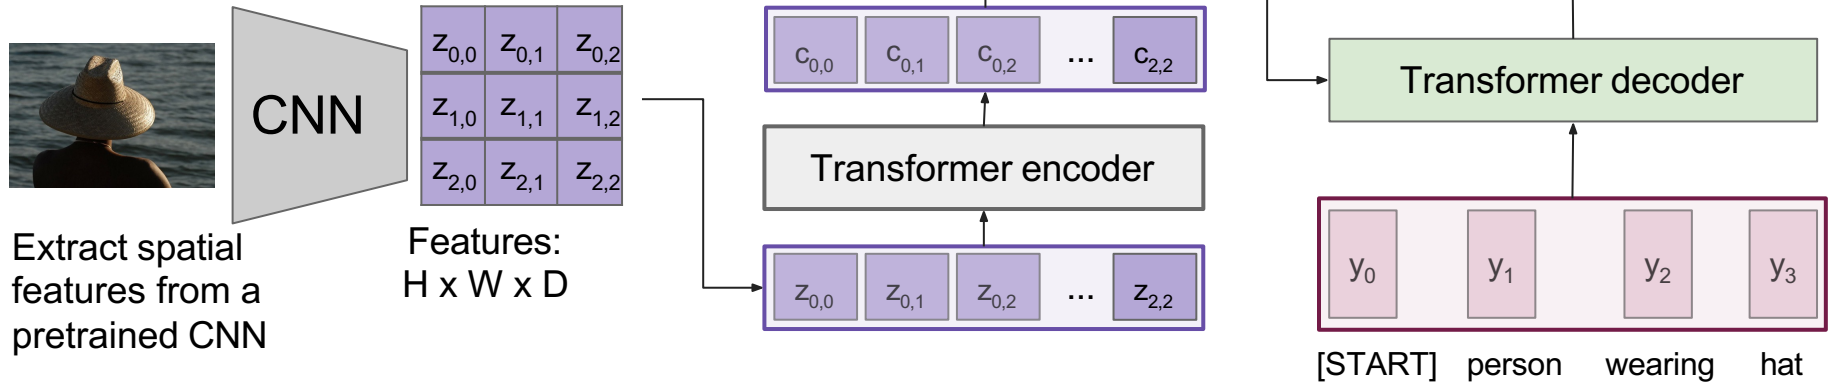 CNN
z0,0 z0,1 z0,2
z1,0 z1,1 z1,2
z2,0 z2,1 z2,2
Extract spatial
features from a
pretrained CNN
Features:
H x W x D
c0,0 c0,1 c0,2 ... c2,2
Transformer encoder
z0,0 z0,1 z0,2 ... z2,2
Transformer decoder
y0 y1 y2 y3
[START] person wearing hat